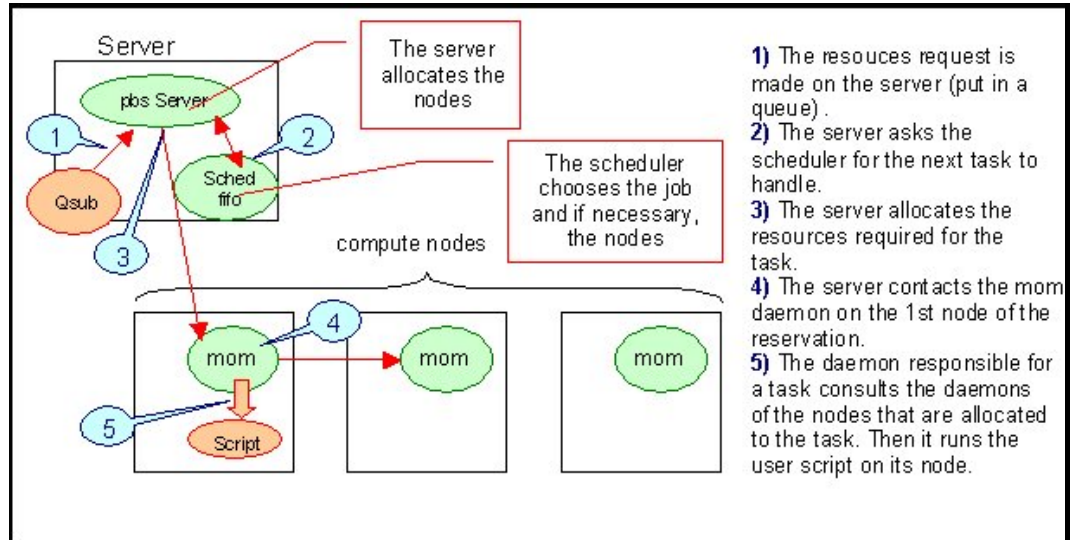 Server
pbs Server
1
2
Qsub
Sched
fifo
3
The server
allocates the
nodes
The scheduler
chooses the job
and if necessary,
the nodes
compute nodes
mom
4
mom
mom
5
Script
1) The resouces request is
made on the server (put in a
queue) .
2) The server asks the
scheduler for the next task to
handle.
3) The server allocates the
resources required for the
task.
4) The server contacts the mom
daemon on the 1st node of the
reservation.
5) The daemon responsible for
a task consults the daemons
of the nodes that are allocated
to the task. Then it runs the
user script on its node.